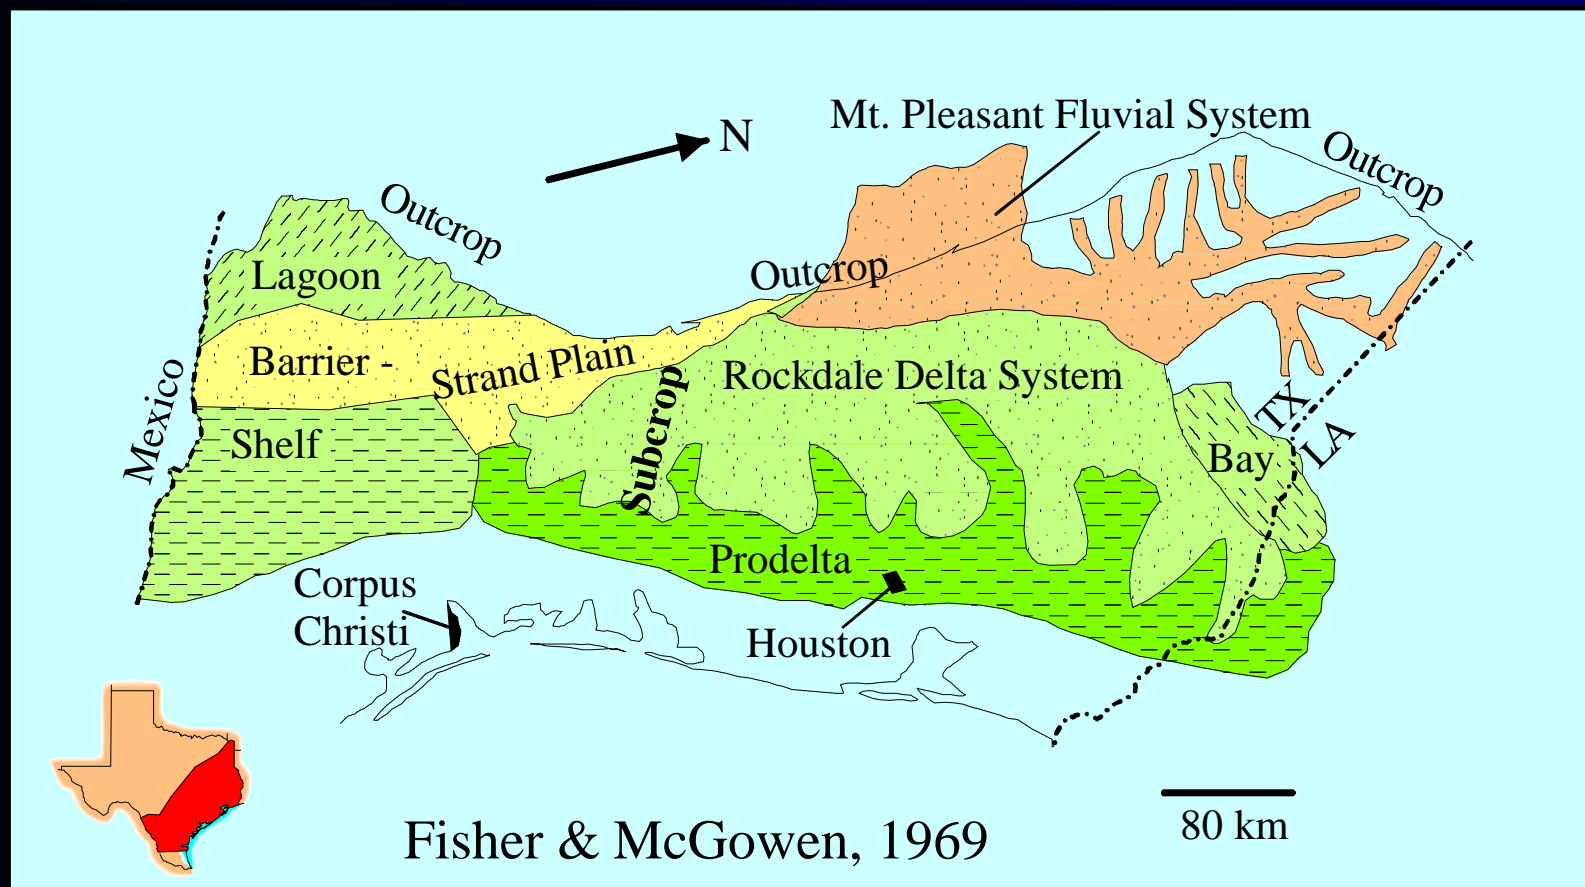 Mt. Pleasant Fluvial System
N
Outcrop
Outcrop
Outcrop
Lagoon
Barrier -
Strand Plain
Rockdale Delta System
Mexico
Shelf
Subcrop
TX
LA
Bay
Prodelta
Corpus
Christi
Houston
80 km
Fisher & McGowen, 1969